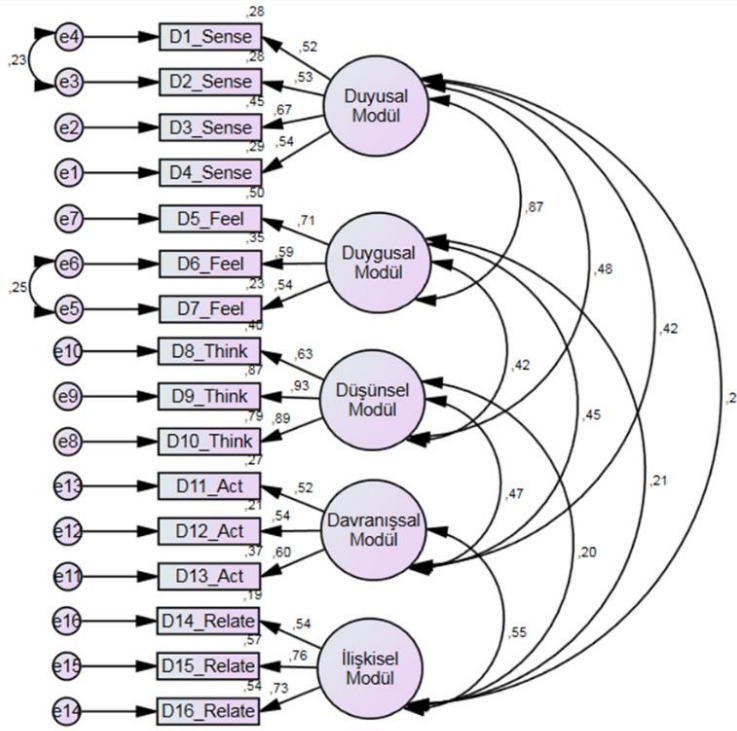 ,28
e4 D1_Sense ,52
,23
,28
e3 D2_Sense ,53
Duyusal
Modül
,45
e2 D3_Sense ,67
,29 ,54
e1 D4_Sense
,50
e7 D5_Feel ,71
,87
,35
e6 D6_Feel ,59
Duygusal
Modül
,48
,25
,23 ,54
e5 D7_Feel
,40
e10 D8_Think ,63
,42
,42
,87
e9 D9_Think ,93
Düşünsel
Modül
,2
,79 ,89
,45
e8 D10_Think
,27
e13 D11_Act ,52
,47
,21
,21
e12 D12_Act ,54
Davranışsal
Modül
,37 ,60
,20
e11 D13_Act
,19
e16 D14_Relate ,54
,55
,57
e15 D15_Relate ,76
İlişkisel
Modül
,54 ,73
e14 D16_Relate